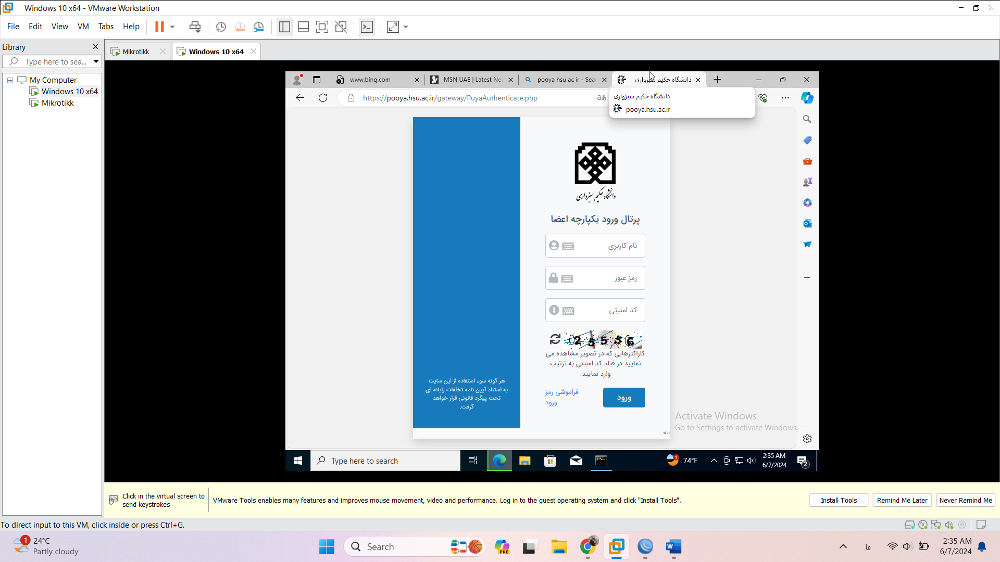 Windows 10 x64 - VMware Workstation
File Edit View VM Tabs Help
Library
Type here to sea...
My Computer
Windows 10 x64
Mikrotikk
Mikrotikk
Windows 10 x64
www.bing.com
MSN UAE | Latest Nev
pooya hsu ac ir - Sear
دانشگاه حکیم سبزواری
https://pooya.hsu.ac.ir/gateway/PuyaAuthenticate.php
دانشگاه حکیم سبزواری
pooya.hsu.ac.ir
دانشگاه حکیم سبزواری
پرتال ورود یکپارچه اعضا
نام کاربری
رمز عبور
کد امنیتی
25536
کاراکترهایی که در تصویر مشاهده می
نمایید در فیلد کد امنیتی به ترتیب
وارد نمایید.
فراموشی رمز
ورود
ورود
هر گونه سوء استفاده از این سایت
به استناد آیین نامه تخلفات رایانه ای
تحت پیگرد قانونی قرار خواهد
گرفت.
<--
Activate Windows
Go to Settings to activate Windows.
Type here to search
1
74°F
2:35 AM
6/7/2024
2
Click in the virtual screen to
send keystrokes
VMware Tools enables many features and improves mouse movement, video and performance. Log in to the guest operating system and click "Install Tools".
Install Tools
Remind Me Later
Never Remind Me
To direct input to this VM, click inside or press Ctrl+G.
1
24°C
Partly cloudy
Search
PRE
فا
2:35 AM
6/7/2024